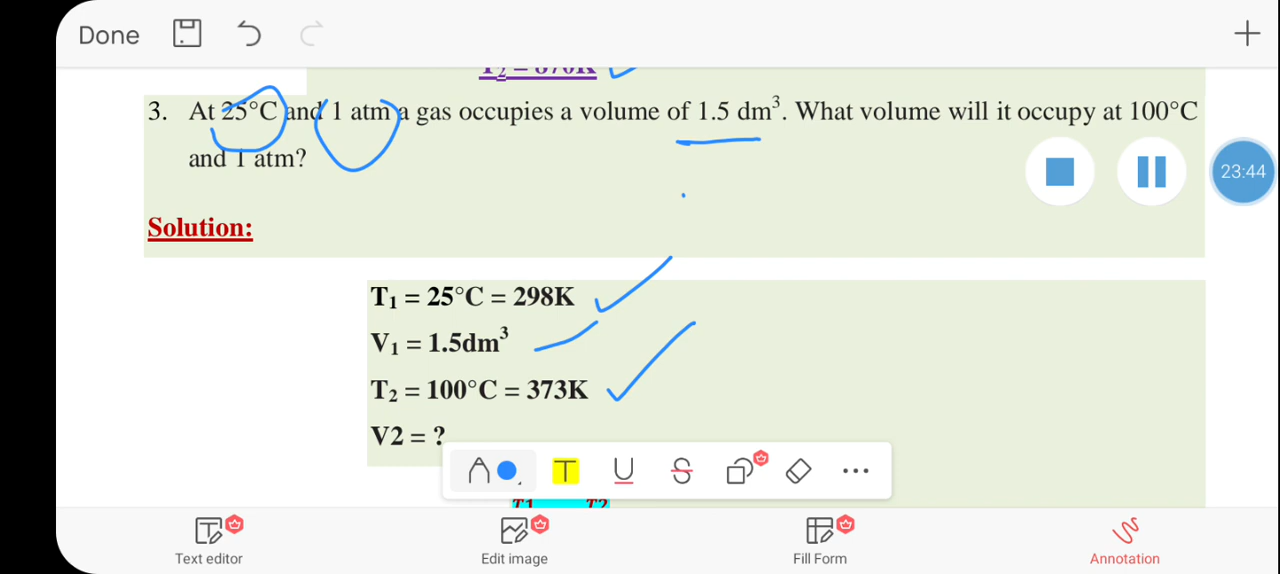 Done
3. At 25°C and 1 atm a gas occupies a volume of 1.5 dm³. What volume will it occupy at 100°C
and 1 atm?
23:44
Solution:
T₁ = 25°C = 298K
V₁ = 1.5dm³
T₂ = 100°C = 373K
V2 = ?
T U S
T1 T2
Text editor Edit image Fill Form Annotation